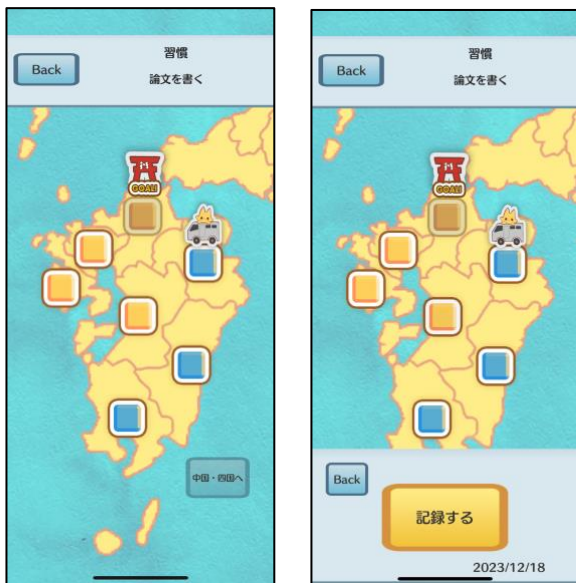 Back
習慣
論文を書く
GOAL!
中国・四国へ
Back
習慣
論文を書く
GOAL!
Back
記録する
2023/12/18